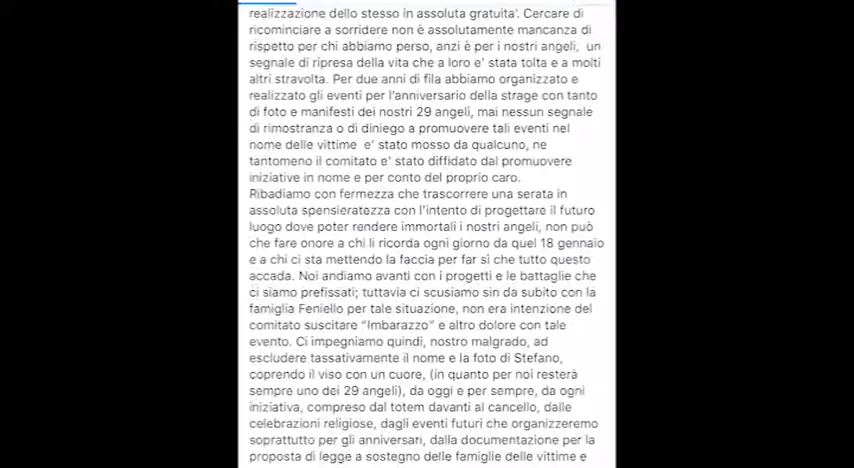 realizzazione dello stesso in assoluta gratuita'. Cercare di
ricominciare a sorridere non è assolutamente mancanza di
rispetto per chi abbiamo perso, anzi è per i nostri angeli, un
segnale di ripresa della vita che a loro e' stata tolta e a molti
altri stravolta. Per due anni di fila abbiamo organizzato e
realizzato gli eventi per l'anniversario della strage con tanto
di foto e manifesti dei nostri 29 angeli, mai nessun segnale
di rimostranza o di diniego a promuovere tali eventi nel
nome delle vittime e' stato mosso da qualcuno, ne
tantomeno il comitato e' stato diffidato dal promuovere
iniziative in nome e per conto del proprio caro.
Ribadiamo con fermezza che trascorrere una serata in
assoluta spensieratezza con l'intento di progettare il futuro
luogo dove poter rendere immortali i nostri angeli, non può
che fare onore a chi li ricorda ogni giorno da quel 18 gennaio
e a chi ci sta mettendo la faccia per far sì che tutto questo
accada. Noi andiamo avanti con i progetti e le battaglie che
ci siamo prefissati; tuttavia ci scusiamo sin da subito con la
famiglia Feniello per tale situazione, non era intenzione del
comitato suscitare "Imbarazzo" e altro dolore con tale
evento. Ci impegniamo quindi, nostro malgrado, ad
escludere tassativamente il nome e la foto di Stefano,
coprendo il viso con un cuore, (in quanto per noi resterà
sempre uno dei 29 angeli), da oggi e per sempre, da ogni
iniziativa, compreso dal totem davanti al cancello, dalle
celebrazioni religiose, dagli eventi futuri che organizzeremo
soprattutto per gli anniversari, dalla documentazione per la
proposta di legge a sostegno delle famiglie delle vittime e